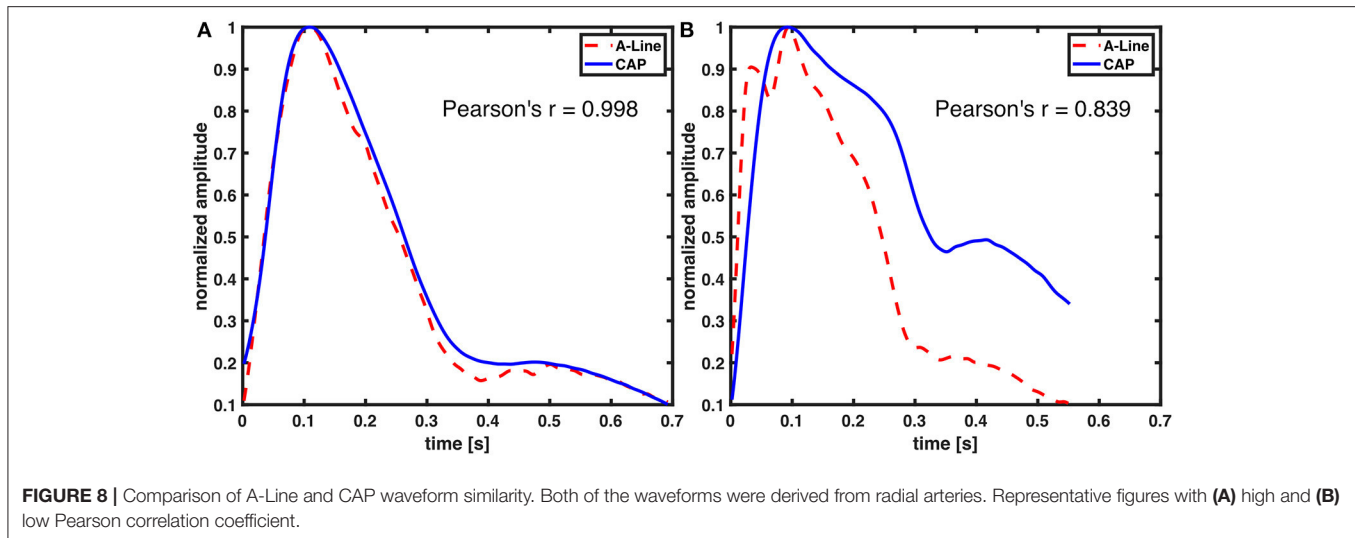 A
1
0.9
0.8
0.7
0.6
0.5
0.4
0.3
0.2
0.1
normalized amplitude
0 0.1 0.2 0.3 0.4 0.5 0.6 0.7
time [s]
A-Line
CAP
Pearson's r = 0.998
B
1
0.9
0.8
0.7
0.6
0.5
0.4
0.3
0.2
0.1
normalized amplitude
0 0.1 0.2 0.3 0.4 0.5 0.6 0.7
time [s]
A-Line
CAP
Pearson's r = 0.839
FIGURE 8 | Comparison of A-Line and CAP waveform similarity. Both of the waveforms were derived from radial arteries. Representative figures with (A) high and (B)
low Pearson correlation coefficient.